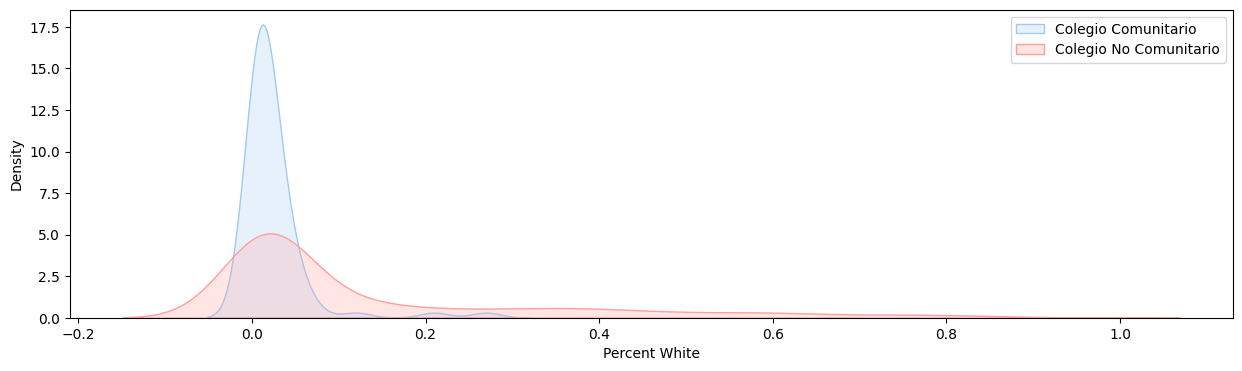 Colegio Comunitario
Colegio No Comunitario
17.5
15.0
12.5
10.0
7.5
5.0
2.5
0.0
Density
−0.2 0.0 0.2 0.4 0.6 0.8 1.0
Percent White